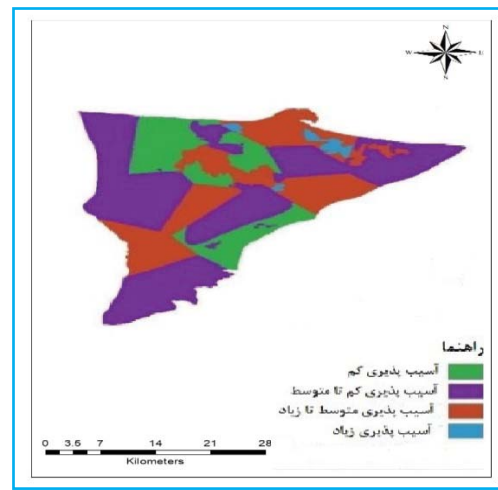 N
W E
S
راهنما
آسیب پذیری کم
آسیب پذیری کم تا متوسط
آسیب پذیری متوسط تا زیاد
آسیب پذیری زیاد
0 3.5 7 14 21 28
Kilometers